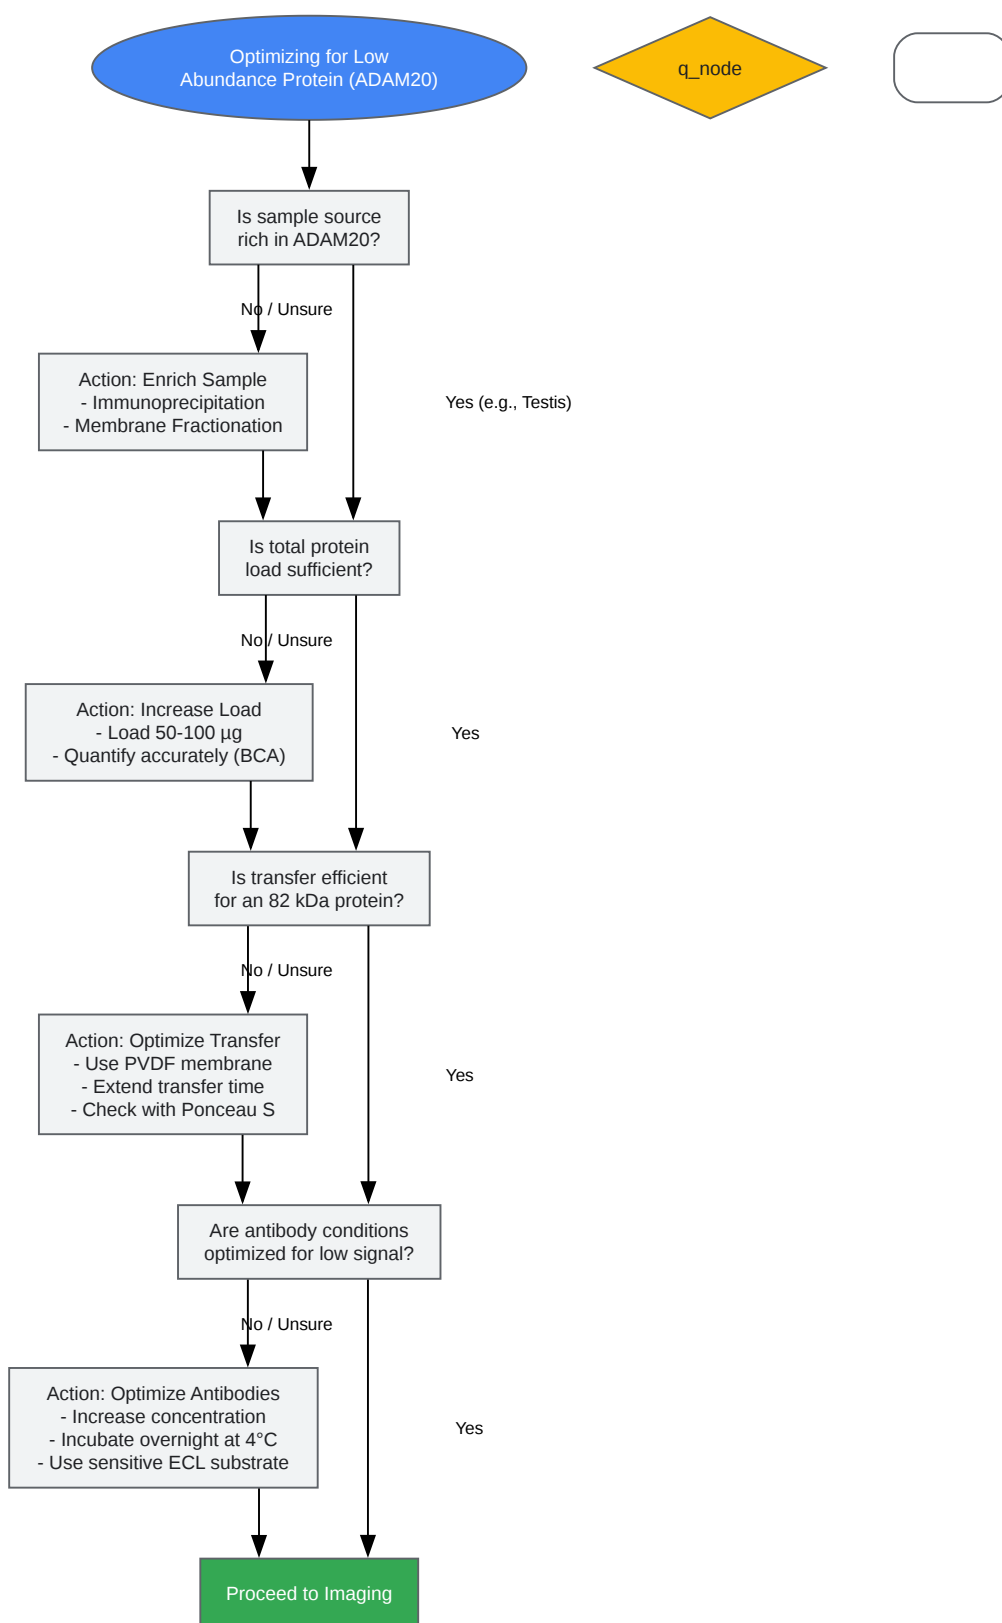 Optimizing for Low
Abundance Protein (ADAM20)
q_node
Is sample source
rich in ADAM20?
No / Unsure
Action: Enrich Sample
- Immunoprecipitation
- Membrane Fractionation
Yes (e.g., Testis)
Is total protein
load sufficient?
No / Unsure
Action: Increase Load
- Load 50-100 µg
- Quantify accurately (BCA)
Yes
Is transfer efficient
for an 82 kDa protein?
No / Unsure
Action: Optimize Transfer
- Use PVDF membrane
- Extend transfer time
- Check with Ponceau S
Yes
Are antibody conditions
optimized for low signal?
No / Unsure
Action: Optimize Antibodies
- Increase concentration
- Incubate overnight at 4°C
- Use sensitive ECL substrate
Yes
Proceed to Imaging